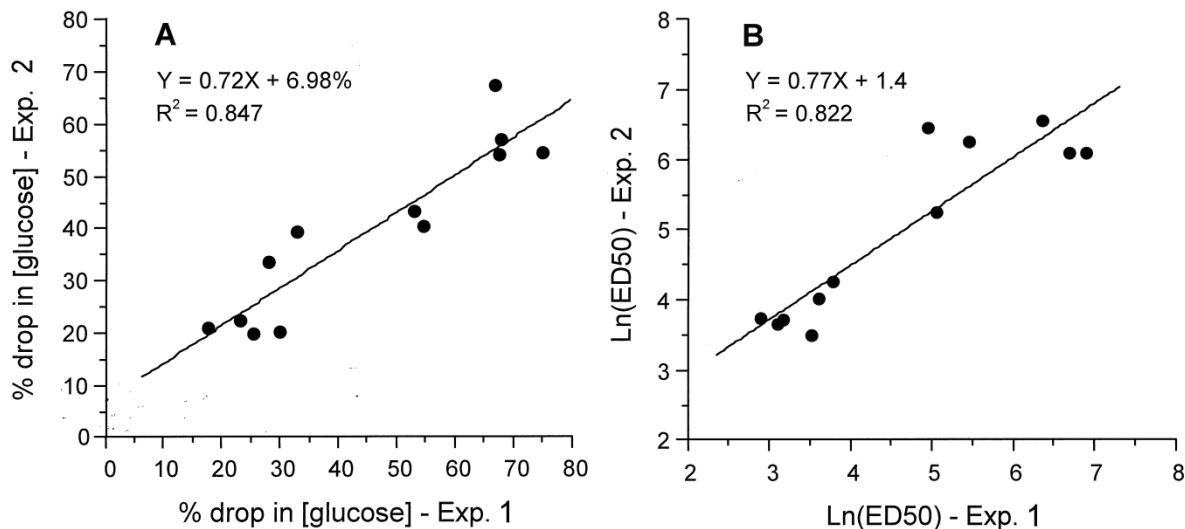 A
Y = 0.72X + 6.98%
R² = 0.847
% drop in [glucose] - Exp. 2
80
70
60
50
40
30
20
10
0
0 10 20 30 40 50 60 70 80
% drop in [glucose] - Exp. 1
B
Y = 0.77X + 1.4
R² = 0.822
Ln(ED50) - Exp. 2
8
7
6
5
4
3
2
2 3 4 5 6 7 8
Ln(ED50) - Exp. 1